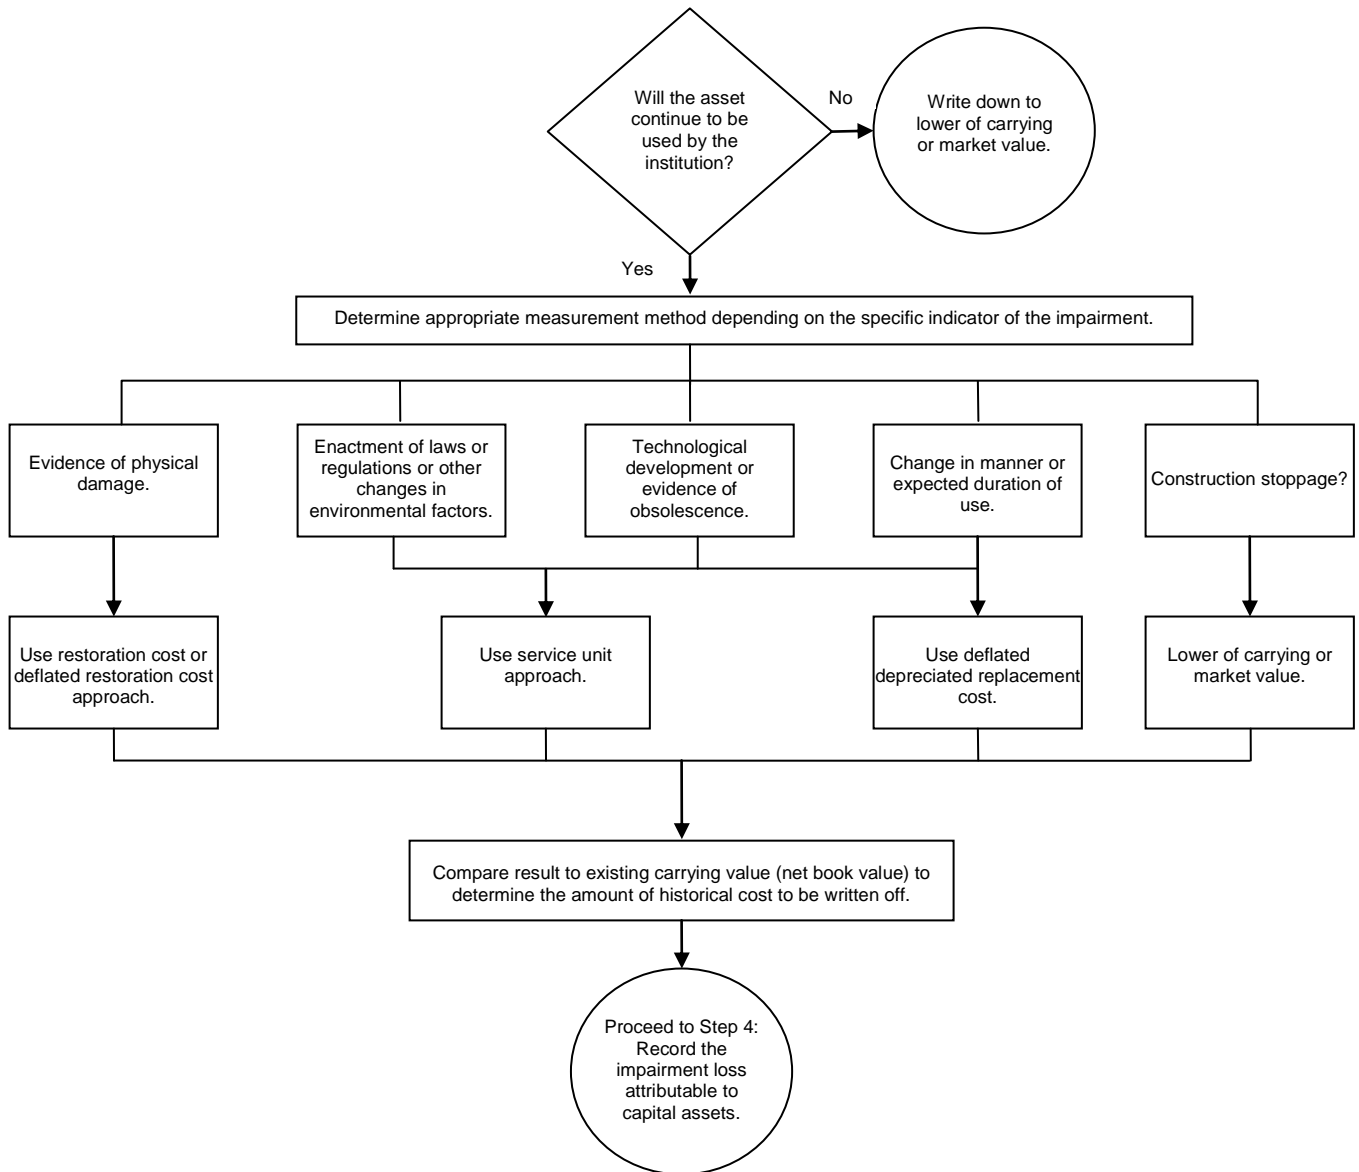 Will the asset
continue to be
used by the
institution?
No
Write down to
lower of carrying
or market value.
Yes
Determine appropriate measurement method depending on the specific indicator of the impairment.
Evidence of physical
damage.
Enactment of laws or
regulations or other
changes in
environmental factors.
Technological
development or
evidence of
obsolescence.
Change in manner or
expected duration of
use.
Construction stoppage?
Use restoration cost or
deflated restoration cost
approach.
Use service unit
approach.
Use deflated
depreciated replacement
cost.
Lower of carrying or
market value.
Compare result to existing carrying value (net book value) to
determine the amount of historical cost to be written off.
Proceed to Step 4:
Record the
impairment loss
attributable to
capital assets.